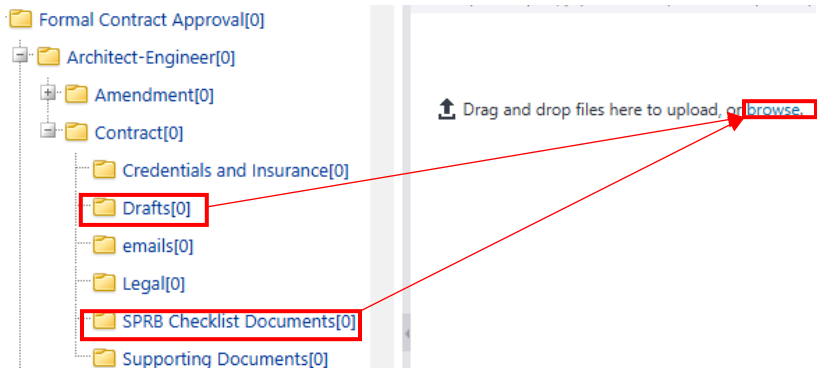 Formal Contract Approval[0]
Architect-Engineer[0]
Amendment[0]
Contract[0]
Credentials and Insurance[0]
Drafts[0]
emails[0]
Legal[0]
SPRB Checklist Documents[0]
Supporting Documents[0]
Drag and drop files here to upload, or browse.